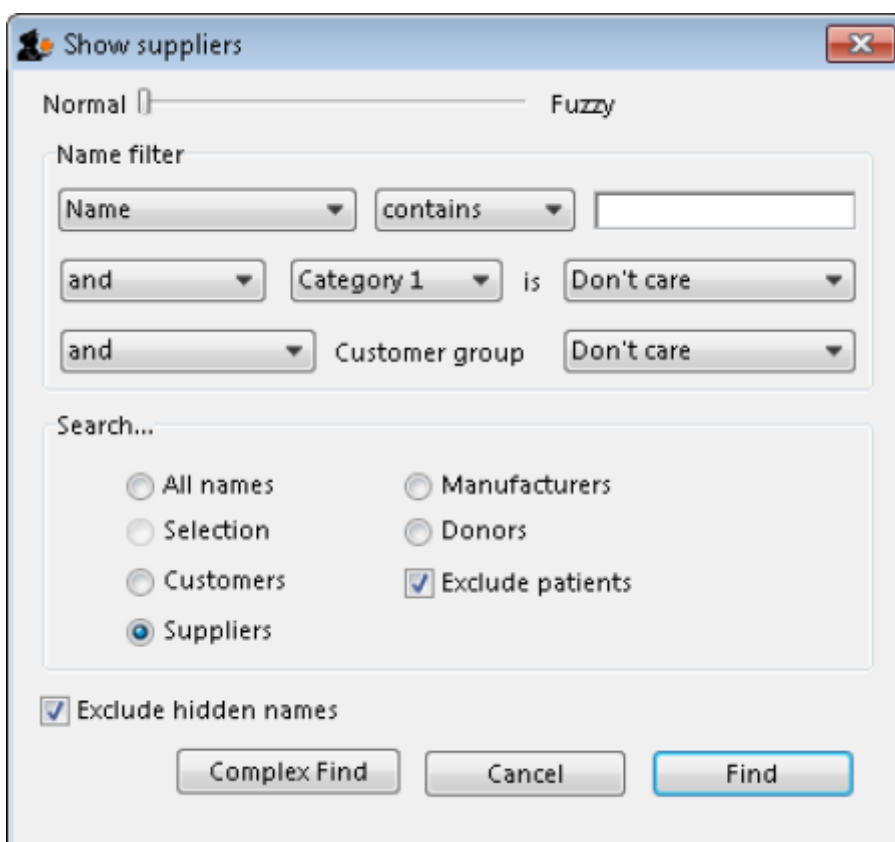 Show suppliers
Normal Fuzzy
Name filter
Name contains
and Category 1 is Don't care
and Customer group Don't care
Search...
All names Manufacturers
Selection Donors
Customers Exclude patients
Suppliers
Exclude hidden names
Complex Find Cancel Find